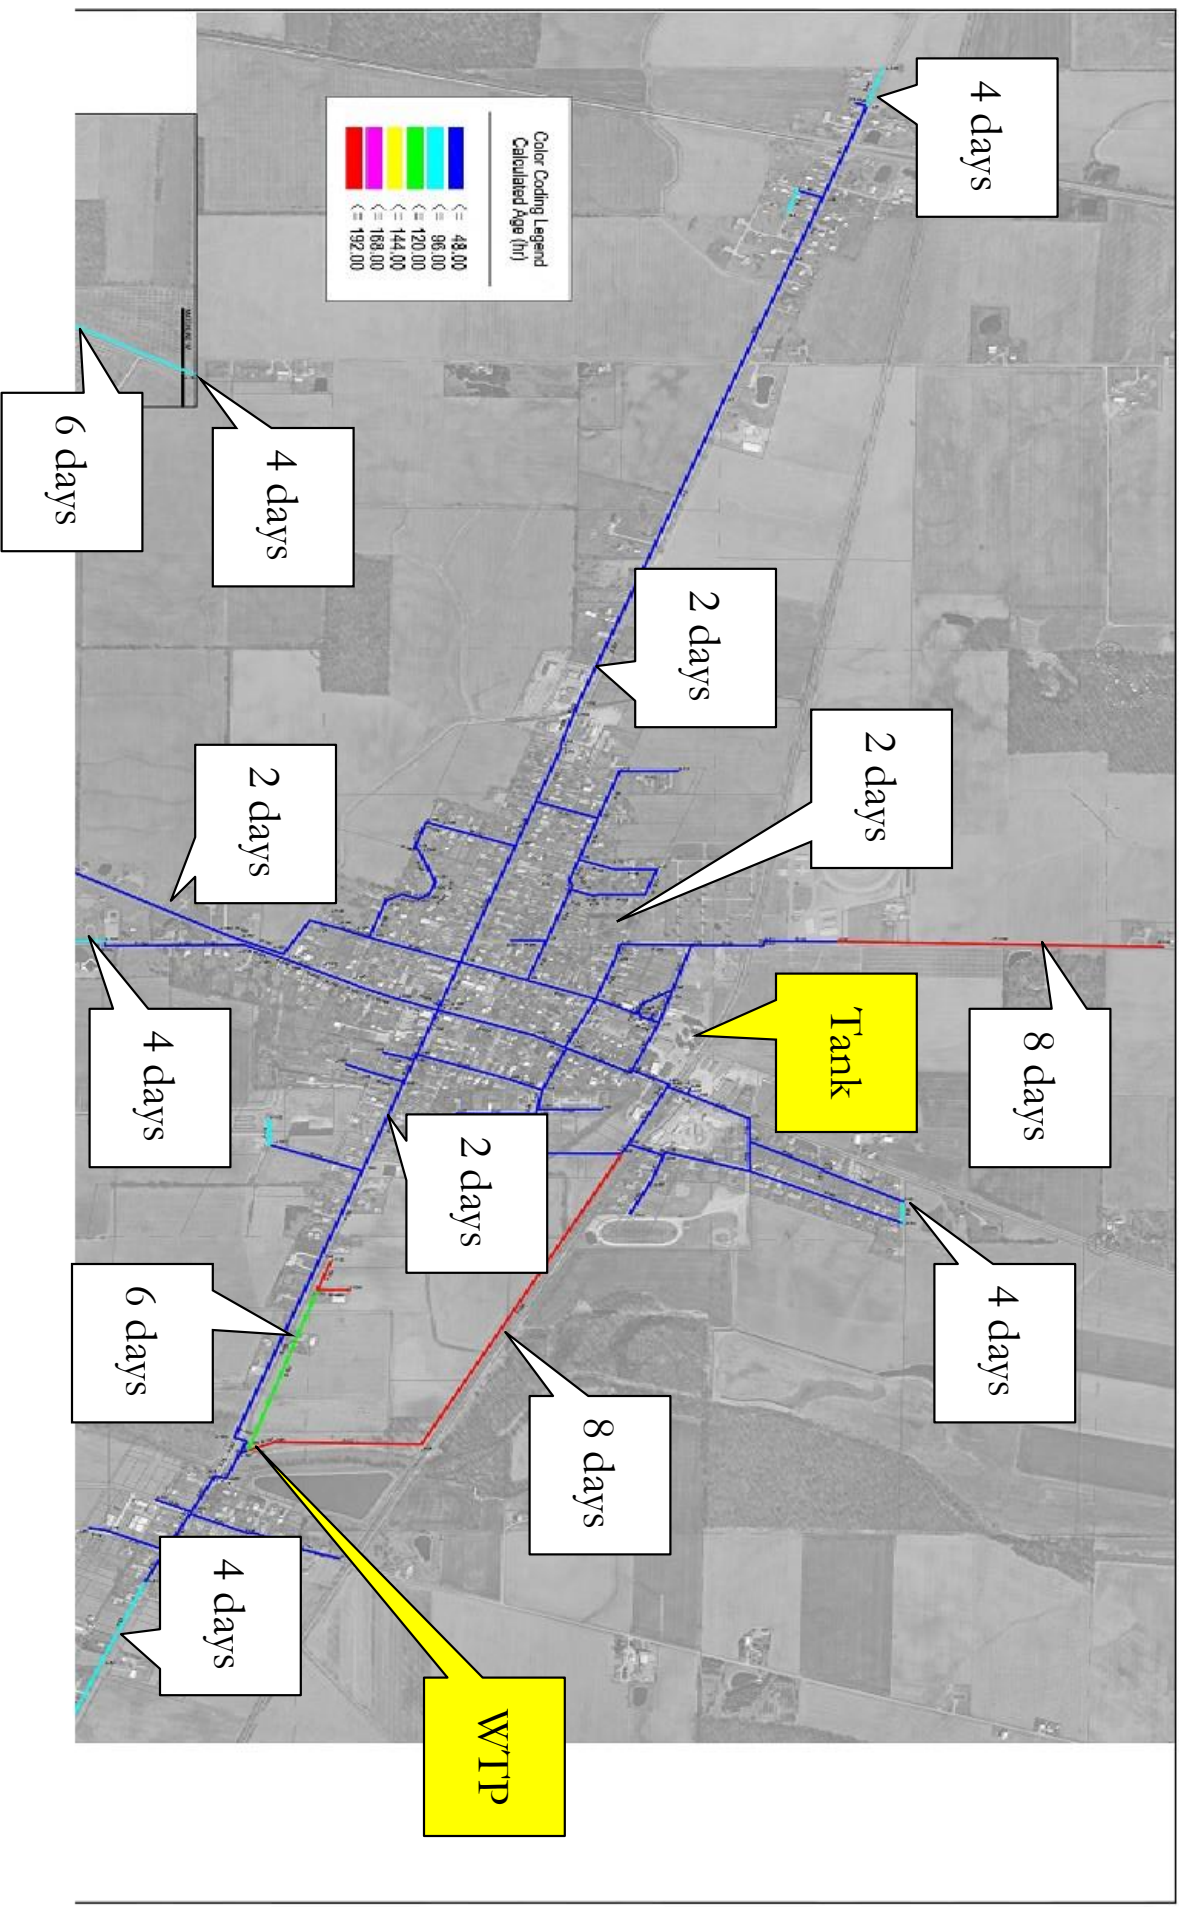 8 days
4 days
4 days
2 days
Tank
2 days
8 days
Color Coding Legend
Calculated Age (hr)
<= 48.00
<= 96.00
<= 120.00
<= 144.00
<= 168.00
<= 192.00
WTP
2 days
4 days
2 days
4 days
4 days
6 days
6 days